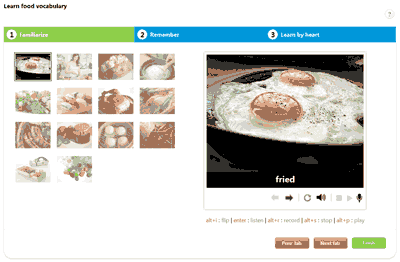 Learn food vocabulary
?
1 Familiarize
2 Remember
3 Learn by heart
fried
alt+i : flip | enter : listen | alt+r : record | alt+s : stop | alt+p : play
Prev tab
Next tab